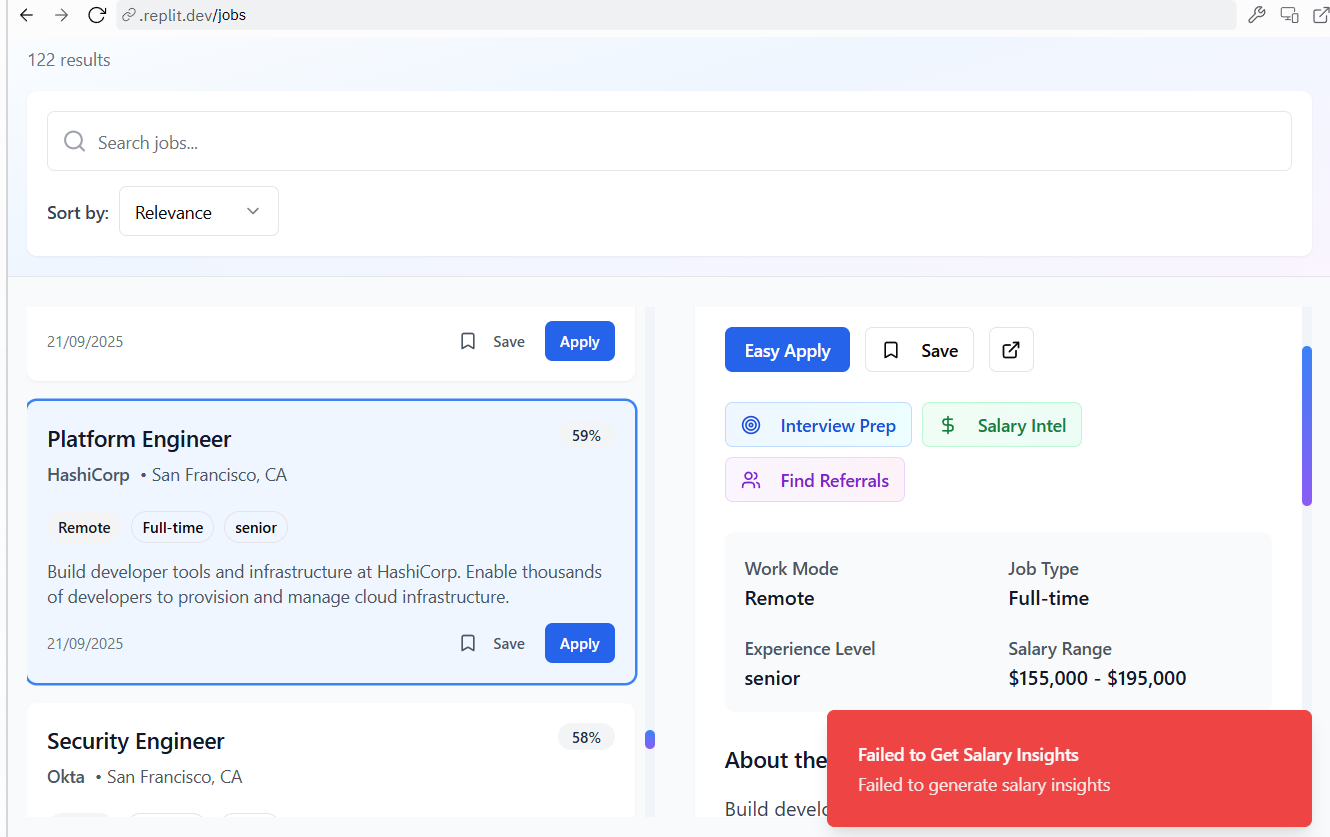 .replit.dev/jobs
122 results
Search jobs...
Sort by: Relevance
21/09/2025 Save Apply
Platform Engineer 59%
HashiCorp • San Francisco, CA
Remote Full-time senior
Build developer tools and infrastructure at HashiCorp. Enable thousands
of developers to provision and manage cloud infrastructure.
21/09/2025 Save Apply
Security Engineer 58%
Okta • San Francisco, CA
Easy Apply Save
Interview Prep $ Salary Intel
Find Referrals
Work Mode Job Type
Remote Full-time
Experience Level Salary Range
senior $155,000 - $195,000
About the
Build
Failed to Get Salary Insights
Failed to generate salary insights